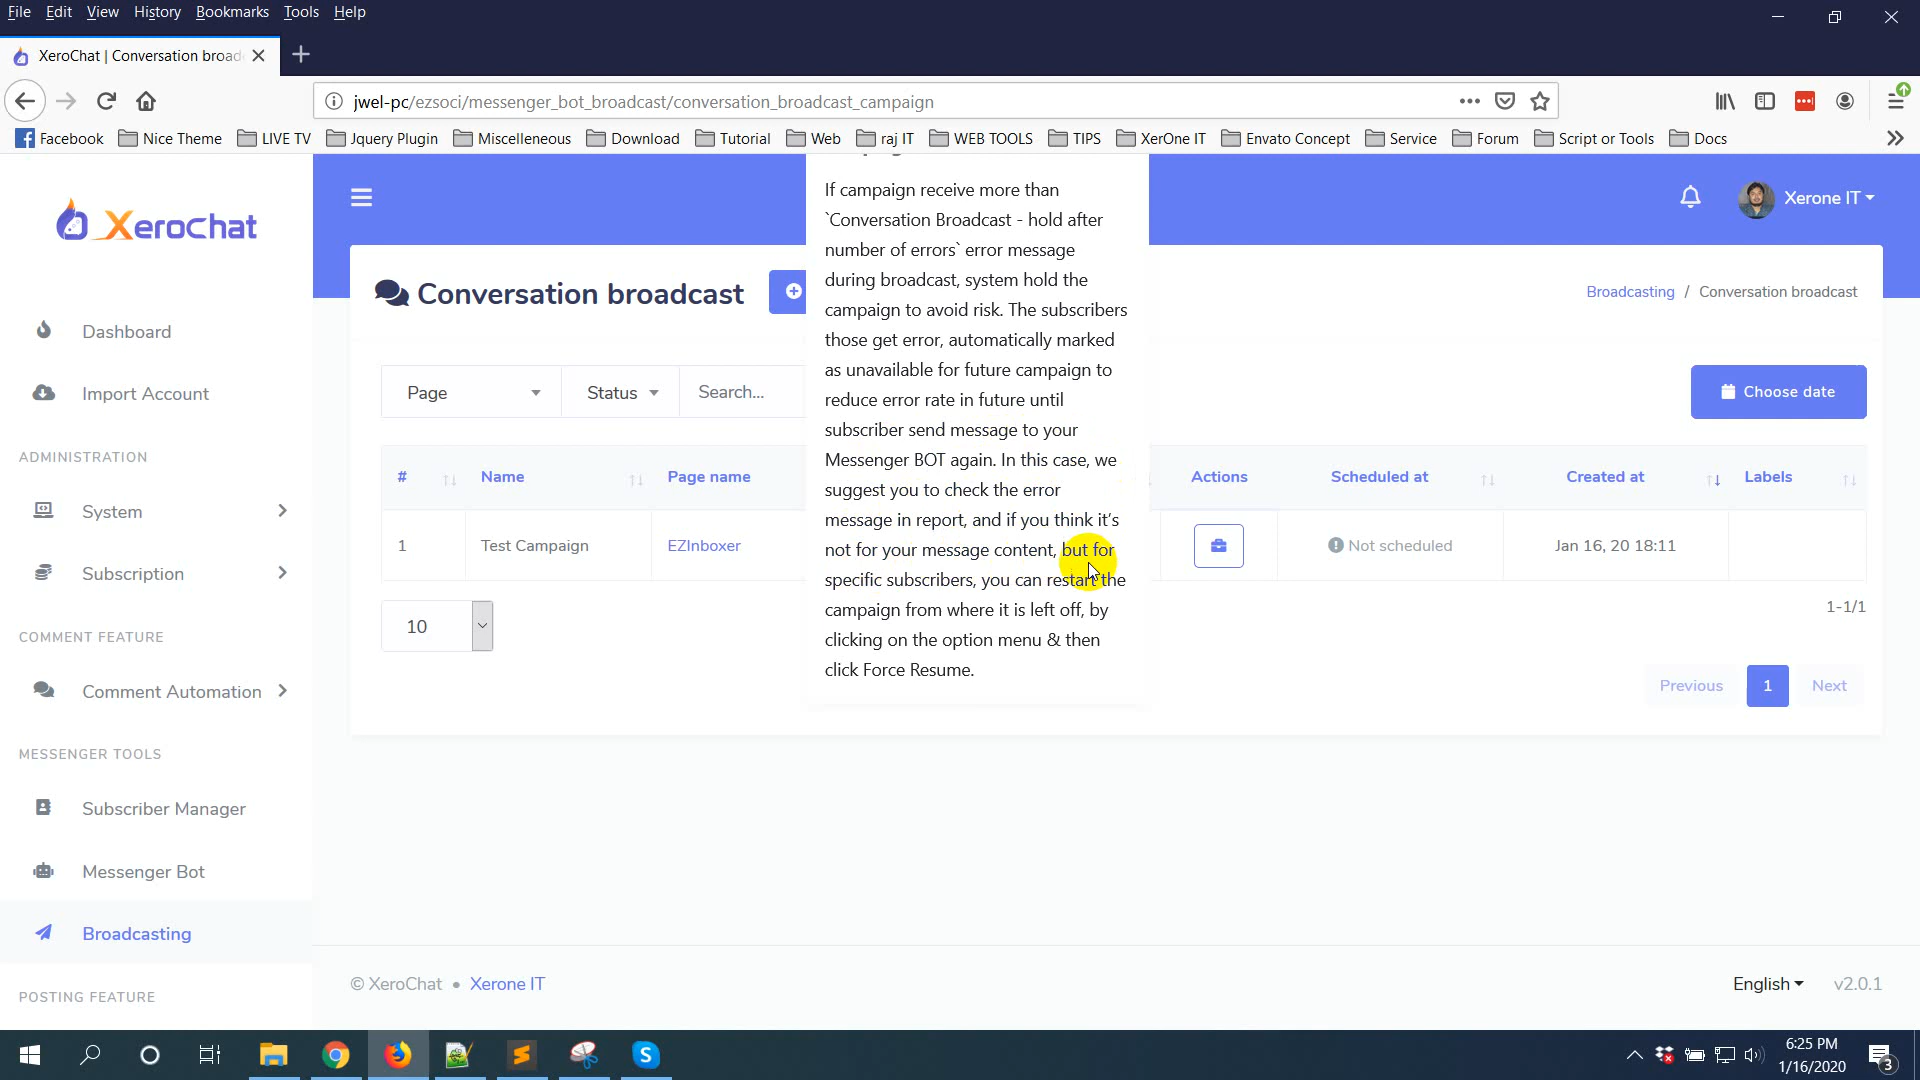 File Edit View History Bookmarks Tools Help
XeroChat | Conversation broad
jwel-pc/ezsoci/messenger_bot_broadcast/conversation_broadcast_campaign
Facebook Nice Theme LIVE TV Jquery Plugin Miscelleneous Download Tutorial Web raj IT WEB TOOLS TIPS XerOne IT Envato Concept Service Forum Script or Tools Docs
XeroChat
Xerone IT
Conversation broadcast
Broadcasting / Conversation broadcast
If campaign receive more than
`Conversation Broadcast - hold after
number of errors` error message
during broadcast, system hold the
campaign to avoid risk. The subscribers
those get error, automatically marked
as unavailable for future campaign to
reduce error rate in future until
subscriber send message to your
Messenger BOT again. In this case, we
suggest you to check the error
message in report, and if you think it's
not for your message content, but for
specific subscribers, you can restart the
campaign from where it is left off, by
clicking on the option menu & then
click Force Resume.
Page Status Search... Choose date
# Name Page name Actions Scheduled at Created at Labels
1 Test Campaign EZInboxer Not scheduled Jan 16, 20 18:11
10
1-1/1
Previous 1 Next
Dashboard
Import Account
ADMINISTRATION
System
Subscription
COMMENT FEATURE
Comment Automation
MESSENGER TOOLS
Subscriber Manager
Messenger Bot
Broadcasting
POSTING FEATURE
© XeroChat • Xerone IT
English v2.0.1
6:25 PM
1/16/2020
3